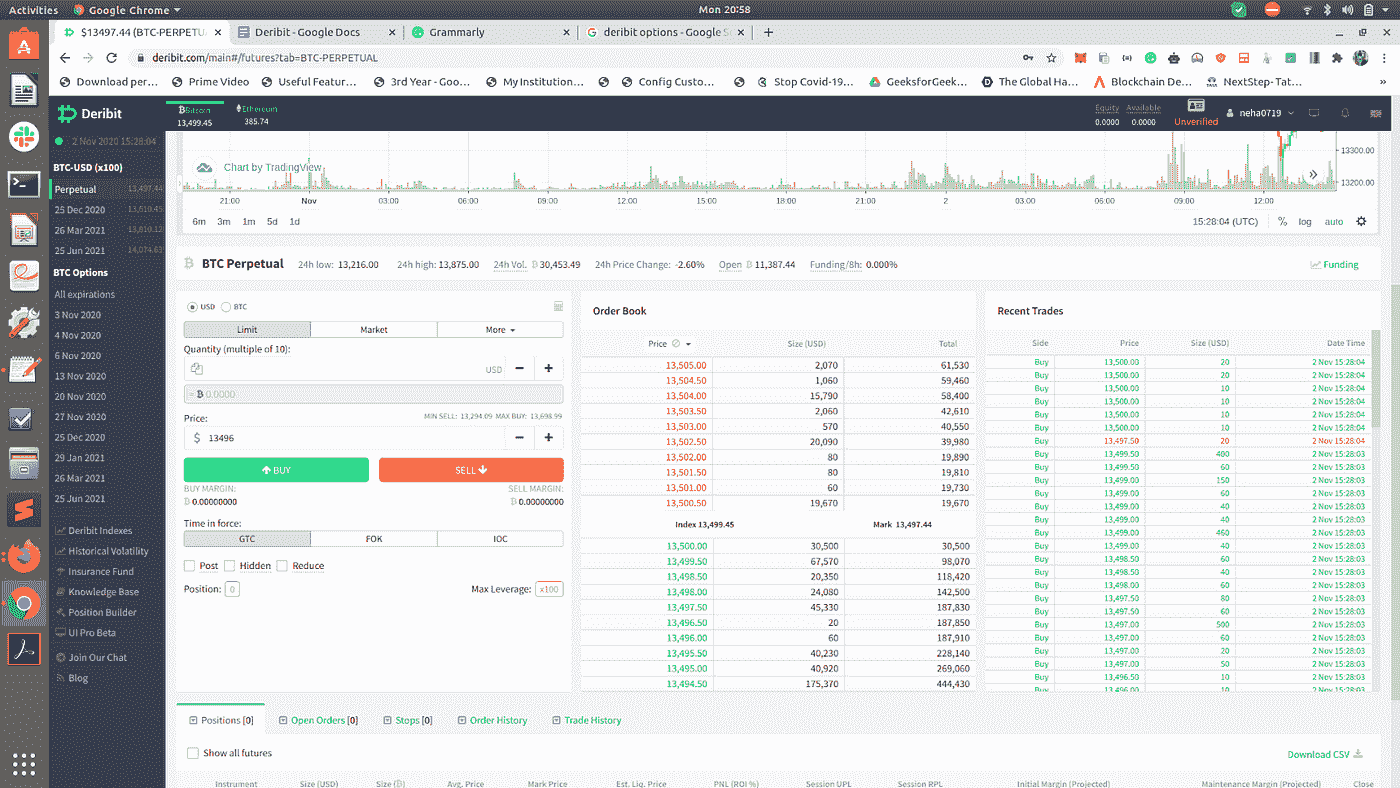 Activities Google Chrome Mon 20:58
$13497.44 (BTC-PERPETUA Deribit - Google Docs Grammarly deribit options - Google S
deribit.com/main#/futures?tab=BTC-PERPETUAL
Download per... Prime Video Useful Featur... 3rd Year - Goo... My Institution... Config Custo... Stop Covid-19... GeeksforGeek... The Global Ha... Blockchain De... NextStep- Tat... »
Deribit Bitcoin 13,499.45 Ethereum 385.74 Equity 0.0000 Available 0.0000 Unverified neha0719
2 Nov 2020 15:28:04
BTC-USD (x100)
Perpetual 13,497.44
25 Dec 2020
26 Mar 2021
25 Jun 2021
BTC Options
All expirations
3 Nov 2020
4 Nov 2020
6 Nov 2020
13 Nov 2020
20 Nov 2020
27 Nov 2020
25 Dec 2020
29 Jan 2021
26 Mar 2021
25 Jun 2021
Deribit Indexes
Historical Volatility
Insurance Fund
Knowledge Base
Position Builder
UI Pro Beta
Join Our Chat
Blog
Chart by TradingView
13300.00
13200.00
21:00 Nov 03:00 06:00 09:00 12:00 15:00 18:00 21:00 2 03:00 06:00 09:00 12:00
6m 3m 1m 5d 1d 15:28:04 (UTC) % log auto
BTC Perpetual 24h low: 13,216.00 24h high: 13,875.00 24h Vol. ₿ 30,453.49 24h Price Change: -2.60% Open ₿ 11,387.44 Funding/8h: 0.000% Funding
USD BTC
Limit Market More
Quantity (multiple of 10):
USD − +
= ₿ 0.0000
Price: MIN SELL: 13,294.09 MAX BUY: 13,698.99
$ 13496 − +
BUY SELL
BUY MARGIN: SELL MARGIN:
₿ 0.00000000 ₿ 0.00000000
Time in force:
GTC FOK IOC
Post Hidden Reduce
Position: 0 Max Leverage: x100
Order Book
Price Size (USD) Total
13,505.00 2,070 61,530
13,504.50 1,060 59,460
13,504.00 15,790 58,400
13,503.50 2,060 42,610
13,503.00 570 40,550
13,502.50 20,090 39,980
13,502.00 80 19,890
13,501.50 80 19,810
13,501.00 60 19,730
13,500.50 19,670 19,670
Index 13,499.45 Mark 13,497.44
13,500.00 30,500 30,500
13,499.50 67,570 98,070
13,498.50 20,350 118,420
13,498.00 24,080 142,500
13,497.50 45,330 187,830
13,496.50 20 187,850
13,496.00 60 187,910
13,495.50 40,230 228,140
13,495.00 40,920 269,060
13,494.50 175,370 444,430
Recent Trades
Side Price Size (USD) Date Time
Buy 13,500.00 20 2 Nov 15:28:04
Buy 13,500.00 20 2 Nov 15:28:04
Buy 13,500.00 10 2 Nov 15:28:04
Buy 13,500.00 10 2 Nov 15:28:04
Buy 13,500.00 10 2 Nov 15:28:04
Buy 13,500.00 10 2 Nov 15:28:04
Buy 13,497.50 20 2 Nov 15:28:04
Buy 13,499.50 400 2 Nov 15:28:03
Buy 13,499.50 60 2 Nov 15:28:03
Buy 13,499.00 150 2 Nov 15:28:03
Buy 13,499.00 60 2 Nov 15:28:03
Buy 13,499.00 40 2 Nov 15:28:03
Buy 13,499.00 40 2 Nov 15:28:03
Buy 13,499.00 460 2 Nov 15:28:03
Buy 13,499.00 40 2 Nov 15:28:03
Buy 13,498.50 60 2 Nov 15:28:03
Buy 13,498.50 40 2 Nov 15:28:03
Buy 13,498.00 60 2 Nov 15:28:03
Buy 13,497.50 80 2 Nov 15:28:03
Buy 13,497.50 60 2 Nov 15:28:03
Buy 13,497.00 500 2 Nov 15:28:03
Buy 13,497.00 60 2 Nov 15:28:03
Buy 13,497.00 20 2 Nov 15:28:03
Buy 13,497.00 50 2 Nov 15:28:03
Buy 13,496.50 10 2 Nov 15:28:03
Buy 13,496.00 10 2 Nov 15:28:03
Positions [0] Open Orders [0] Stops [0] Order History Trade History
Show all futures Download CSV
Instrument Size (USD) Size (₿) Avg. Price Mark Price Est. Liq. Price PNL (ROI %) Session UPL Session RPL Initial Margin (Projected) Maintenance Margin (Projected) Close